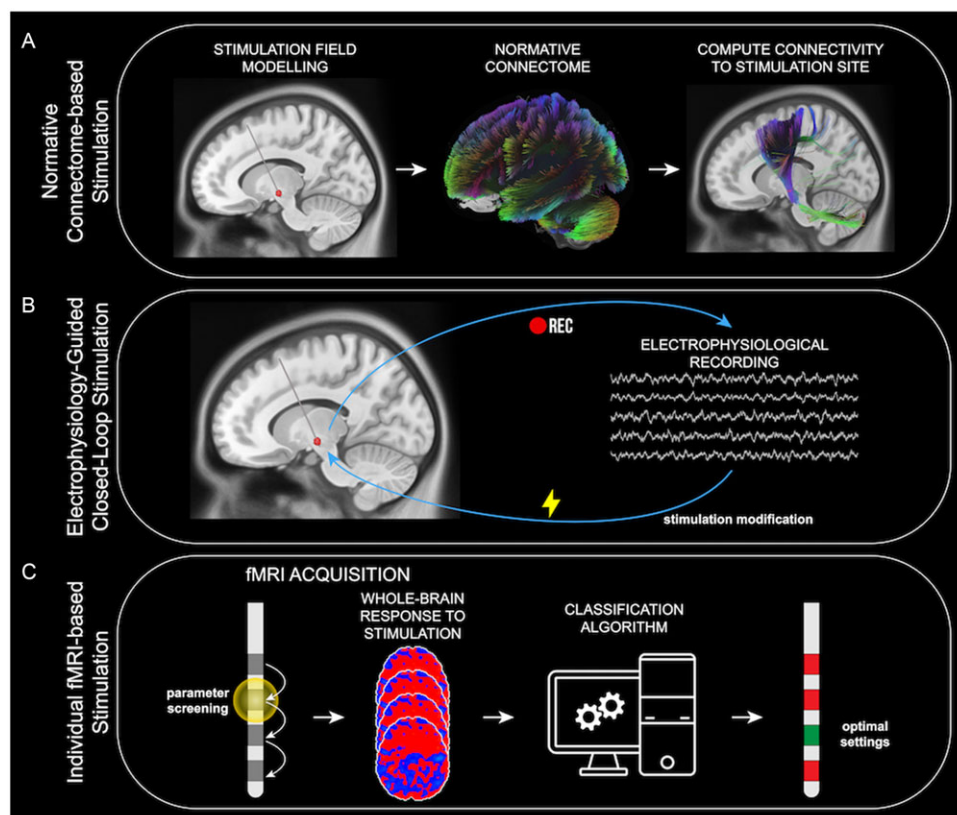 A
Normative
Connectome-based
Stimulation
STIMULATION FIELD
MODELLING
NORMATIVE
CONNECTOME
COMPUTE CONNECTIVITY
TO STIMULATION SITE
B
Electrophysiology-Guided
Closed-Loop Stimulation
REC
ELECTROPHYSIOLOGICAL
RECORDING
stimulation modification
C
Individual fMRI-based
Stimulation
fMRI ACQUISITION
parameter
screening
WHOLE-BRAIN
RESPONSE TO
STIMULATION
CLASSIFICATION
ALGORITHM
optimal
settings